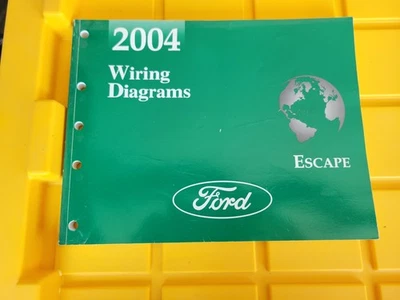 2004
Wiring
Diagrams
ESCAPE
Ford